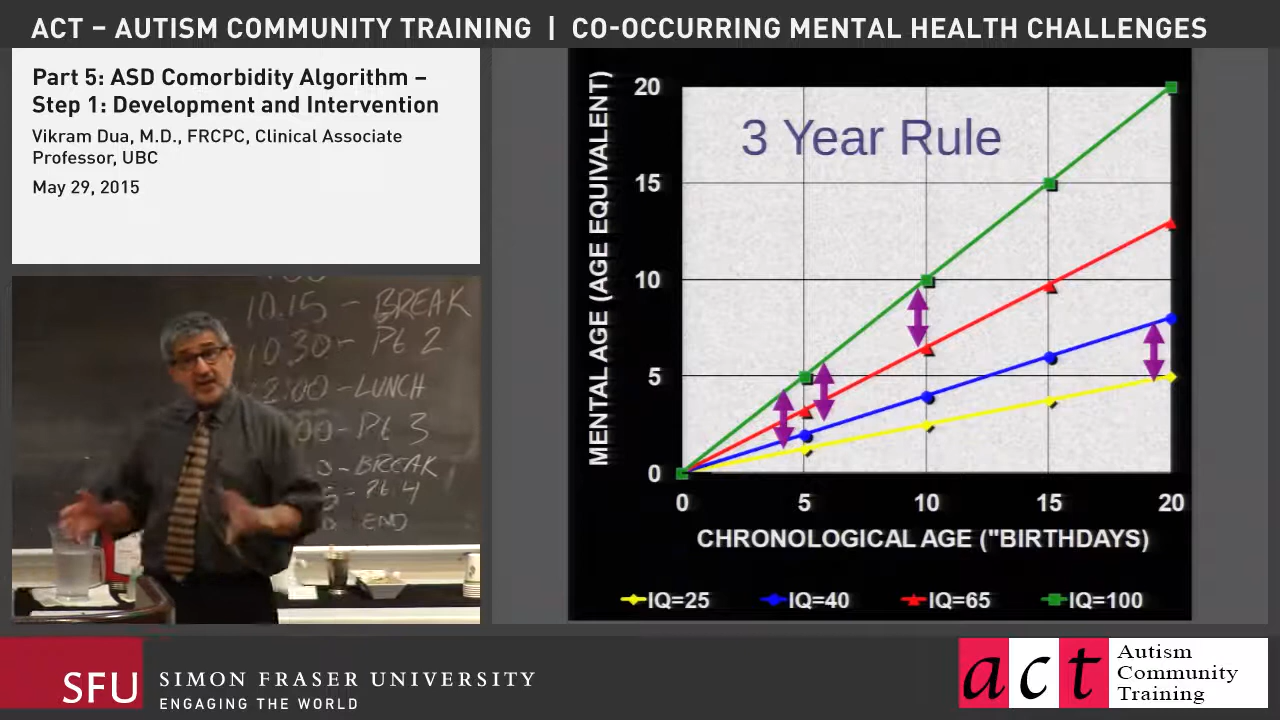 ACT – AUTISM COMMUNITY TRAINING | CO-OCCURRING MENTAL HEALTH CHALLENGES
Part 5: ASD Comorbidity Algorithm –
Step 1: Development and Intervention
Vikram Dua, M.D., FRCPC, Clinical Associate
Professor, UBC
May 29, 2015
10.15 – BREAK
10.30 – Pt 2
LUNCH
Pt 3
BREAK
Pt 4
END
3 Year Rule
MENTAL AGE (AGE EQUIVALENT)
20
15
10
5
0
0 5 10 15 20
CHRONOLOGICAL AGE ("BIRTHDAYS)
IQ=25 IQ=40 IQ=65 IQ=100
SFU SIMON FRASER UNIVERSITY
ENGAGING THE WORLD
act
Autism
Community
Training